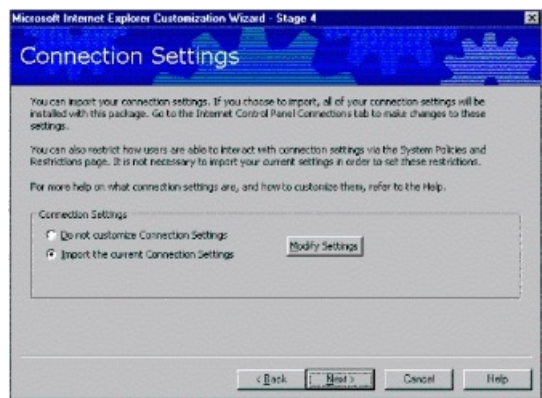 Microsoft Internet Explorer Customization Wizard - Stage 4
Connection Settings
You can import your connection settings. If you choose to import, all of your connection settings will be
installed with this package. Go to the Internet Control Panel Connections tab to make changes to these
settings.
You can also restrict how users are able to interact with connection settings via the System Policies and
Restrictions page. It is not necessary to import your current settings in order to set these restrictions.
For more help on what connection settings are, and how to customize them, refer to the Help.
Connection Settings
Do not customize Connection Settings
Import the current Connection Settings
Modify Settings
< Back
Next >
Cancel
Help